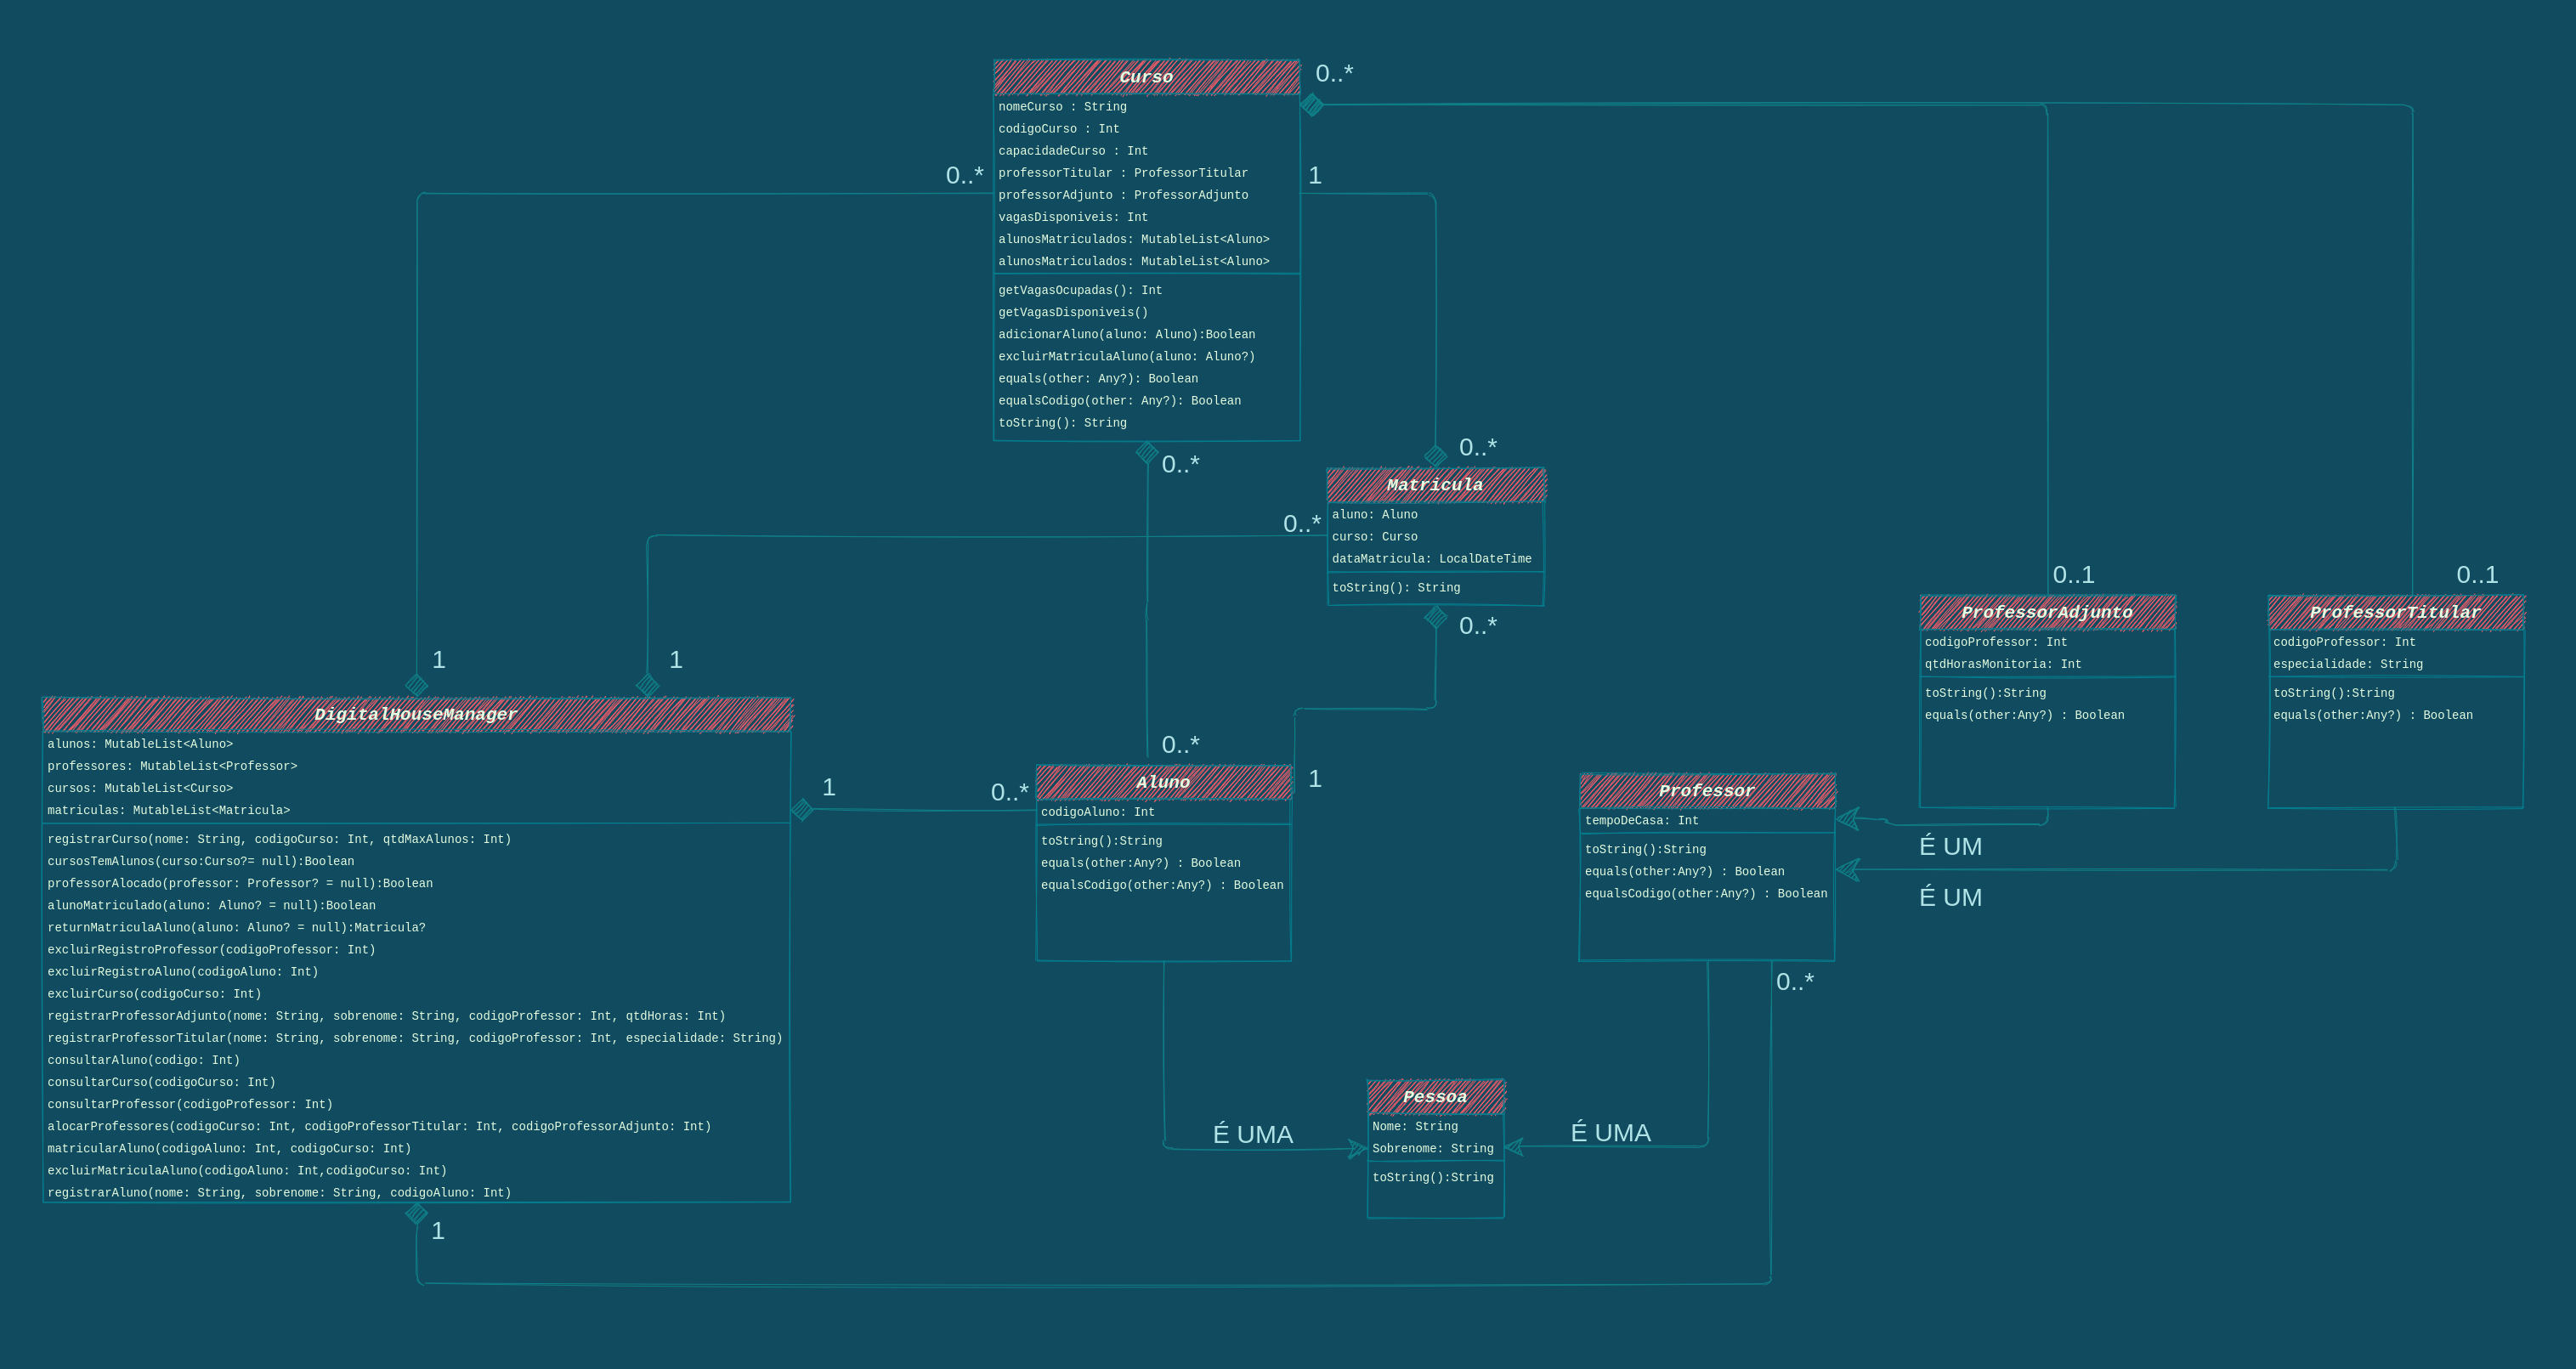 Curso
nomeCurso : String
codigoCurso : Int
capacidadeCurso : Int
professorTitular : ProfessorTitular
professorAdjunto : ProfessorAdjunto
vagasDisponiveis: Int
alunosMatriculados: MutableList<Aluno>
alunosMatriculados: MutableList<Aluno>
getVagasOcupadas(): Int
getVagasDisponiveis()
adicionarAluno(aluno: Aluno):Boolean
excluirMatriculaAluno(aluno: Aluno?)
equals(other: Any?): Boolean
equalsCodigo(other: Any?): Boolean
toString(): String
0..*
0..*
1
0..*
0..*
Matricula
aluno: Aluno
curso: Curso
dataMatricula: LocalDateTime
toString(): String
0..*
0..*
0..1
0..1
ProfessorAdjunto
codigoProfessor: Int
qtdHorasMonitoria: Int
toString():String
equals(other:Any?) : Boolean
ProfessorTitular
codigoProfessor: Int
especialidade: String
toString():String
equals(other:Any?) : Boolean
1
1
DigitalHouseManager
alunos: MutableList<Aluno>
professores: MutableList<Professor>
cursos: MutableList<Curso>
matriculas: MutableList<Matricula>
registrarCurso(nome: String, codigoCurso: Int, qtdMaxAlunos: Int)
cursosTemAlunos(curso:Curso?= null):Boolean
professorAlocado(professor: Professor? = null):Boolean
alunoMatriculado(aluno: Aluno? = null):Boolean
returnMatriculaAluno(aluno: Aluno? = null):Matricula?
excluirRegistroProfessor(codigoProfessor: Int)
excluirRegistroAluno(codigoAluno: Int)
excluirCurso(codigoCurso: Int)
registrarProfessorAdjunto(nome: String, sobrenome: String, codigoProfessor: Int, qtdHoras: Int)
registrarProfessorTitular(nome: String, sobrenome: String, codigoProfessor: Int, especialidade: String)
consultarAluno(codigo: Int)
consultarCurso(codigoCurso: Int)
consultarProfessor(codigoProfessor: Int)
alocarProfessores(codigoCurso: Int, codigoProfessorTitular: Int, codigoProfessorAdjunto: Int)
matricularAluno(codigoAluno: Int, codigoCurso: Int)
excluirMatriculaAluno(codigoAluno: Int,codigoCurso: Int)
registrarAluno(nome: String, sobrenome: String, codigoAluno: Int)
1
0..*
0..*
1
Aluno
codigoAluno: Int
toString():String
equals(other:Any?) : Boolean
equalsCodigo(other:Any?) : Boolean
Professor
tempoDeCasa: Int
toString():String
equals(other:Any?) : Boolean
equalsCodigo(other:Any?) : Boolean
É UM
É UM
0..*
É UMA
É UMA
Pessoa
Nome: String
Sobrenome: String
toString():String
1